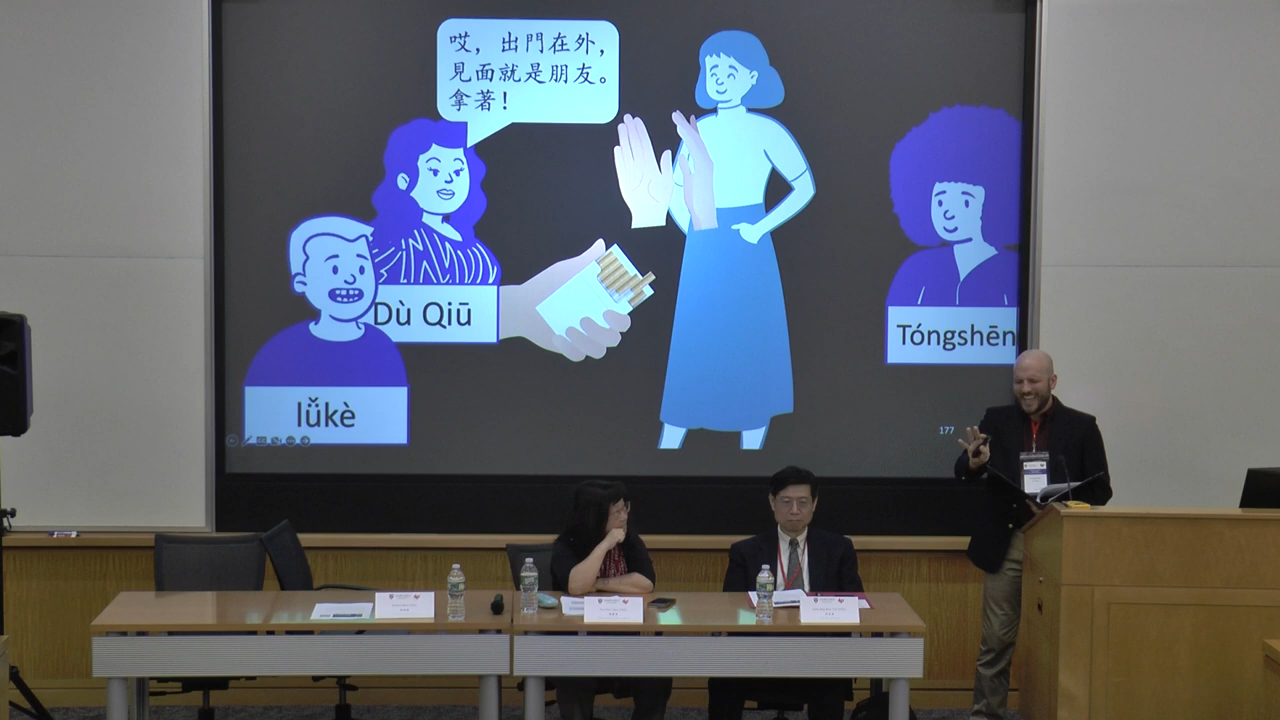 哎，出門在外，
見面就是朋友。
拿著！
Dù Qiū
Tóngshēn
lǚkè
177